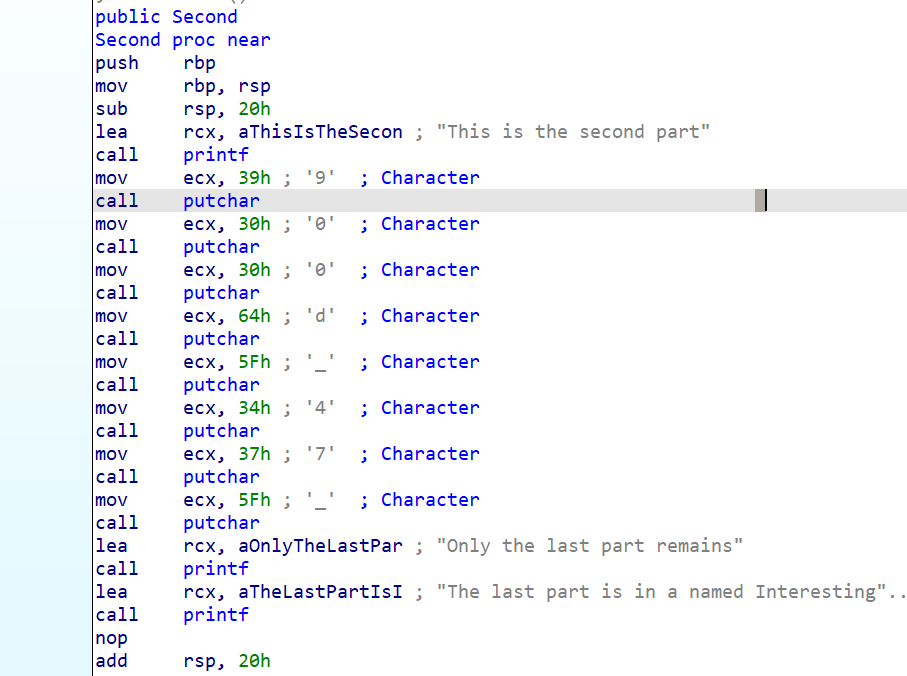 public Second
Second proc near
push rbp
mov rbp, rsp
sub rsp, 20h
lea rcx, aThisIsTheSecon ; "This is the second part"
call printf
mov ecx, 39h ; '9' ; Character
call putchar
mov ecx, 30h ; '0' ; Character
call putchar
mov ecx, 30h ; '0' ; Character
call putchar
mov ecx, 64h ; 'd' ; Character
call putchar
mov ecx, 5Fh ; '_' ; Character
call putchar
mov ecx, 34h ; '4' ; Character
call putchar
mov ecx, 37h ; '7' ; Character
call putchar
mov ecx, 5Fh ; '_' ; Character
call putchar
lea rcx, aOnlyTheLastPar ; "Only the last part remains"
call printf
lea rcx, aTheLastPartIsI ; "The last part is in a named Interesting"..
call printf
nop
add rsp, 20h